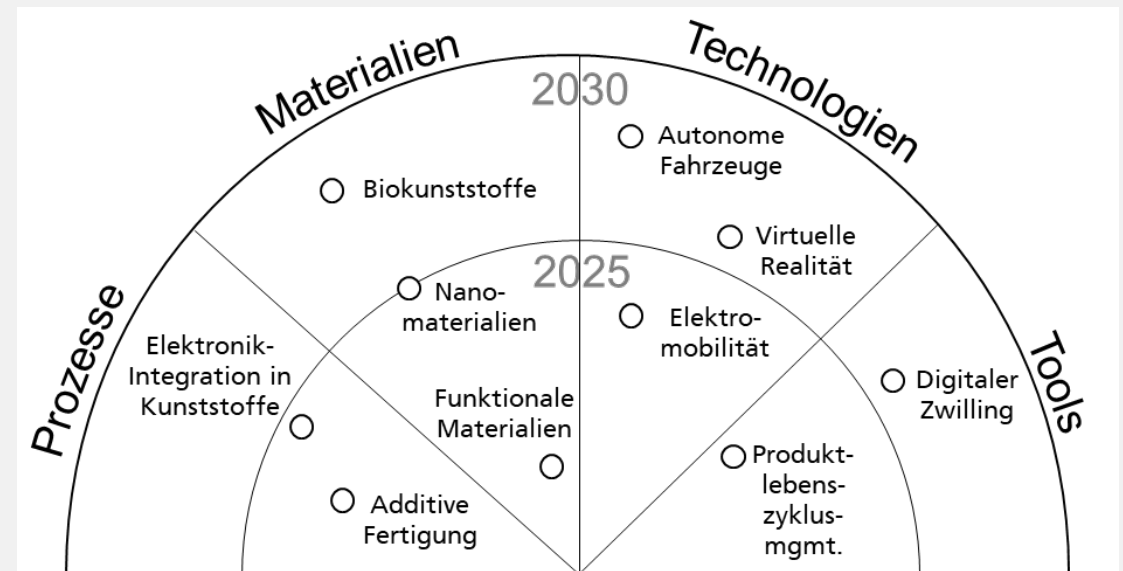 Materialien
Technologien
2030
Autonome
Fahrzeuge
Biokunststoffe
Virtuelle
Realität
2025
Nano-
materialien
Elektro-
mobilität
Prozesse
Elektronik-
Integration in
Kunststoffe
Tools
Digitaler
Zwilling
Funktionale
Materialien
Produkt-
lebens-
zyklus-
mgmt.
Additive
Fertigung